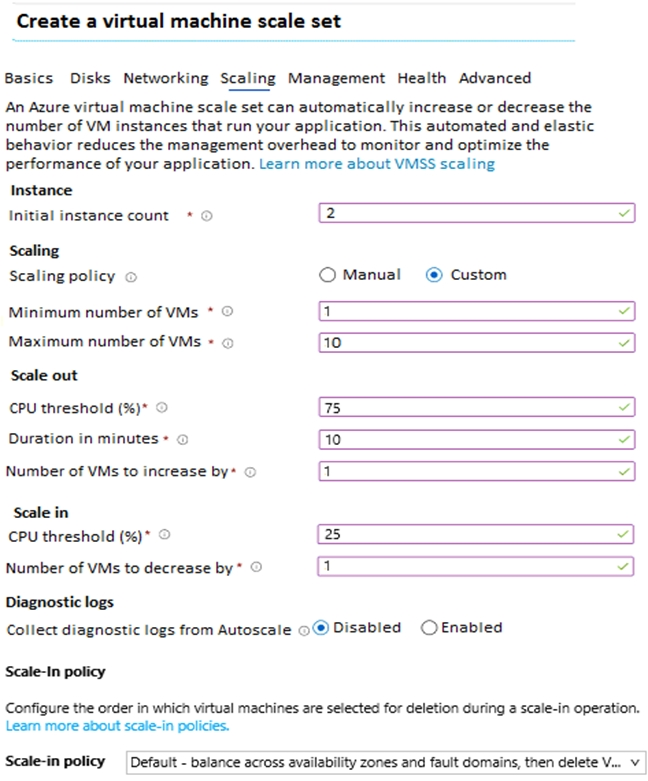 Create a virtual machine scale set
Basics Disks Networking Scaling Management Health Advanced
An Azure virtual machine scale set can automatically increase or decrease the
number of VM instances that run your application. This automated and elastic
behavior reduces the management overhead to monitor and optimize the
performance of your application. Learn more about VMSS scaling
Instance
Initial instance count * 2
Scaling
Scaling policy Manual Custom
Minimum number of VMs * 1
Maximum number of VMs * 10
Scale out
CPU threshold (%)* 75
Duration in minutes * 10
Number of VMs to increase by* 1
Scale in
CPU threshold (%)* 25
Number of VMs to decrease by* 1
Diagnostic logs
Collect diagnostic logs from Autoscale Disabled Enabled
Scale-In policy
Configure the order in which virtual machines are selected for deletion during a scale-in operation.
Learn more about scale-in policies.
Scale-in policy Default - balance across availability zones and fault domains, then delete V...